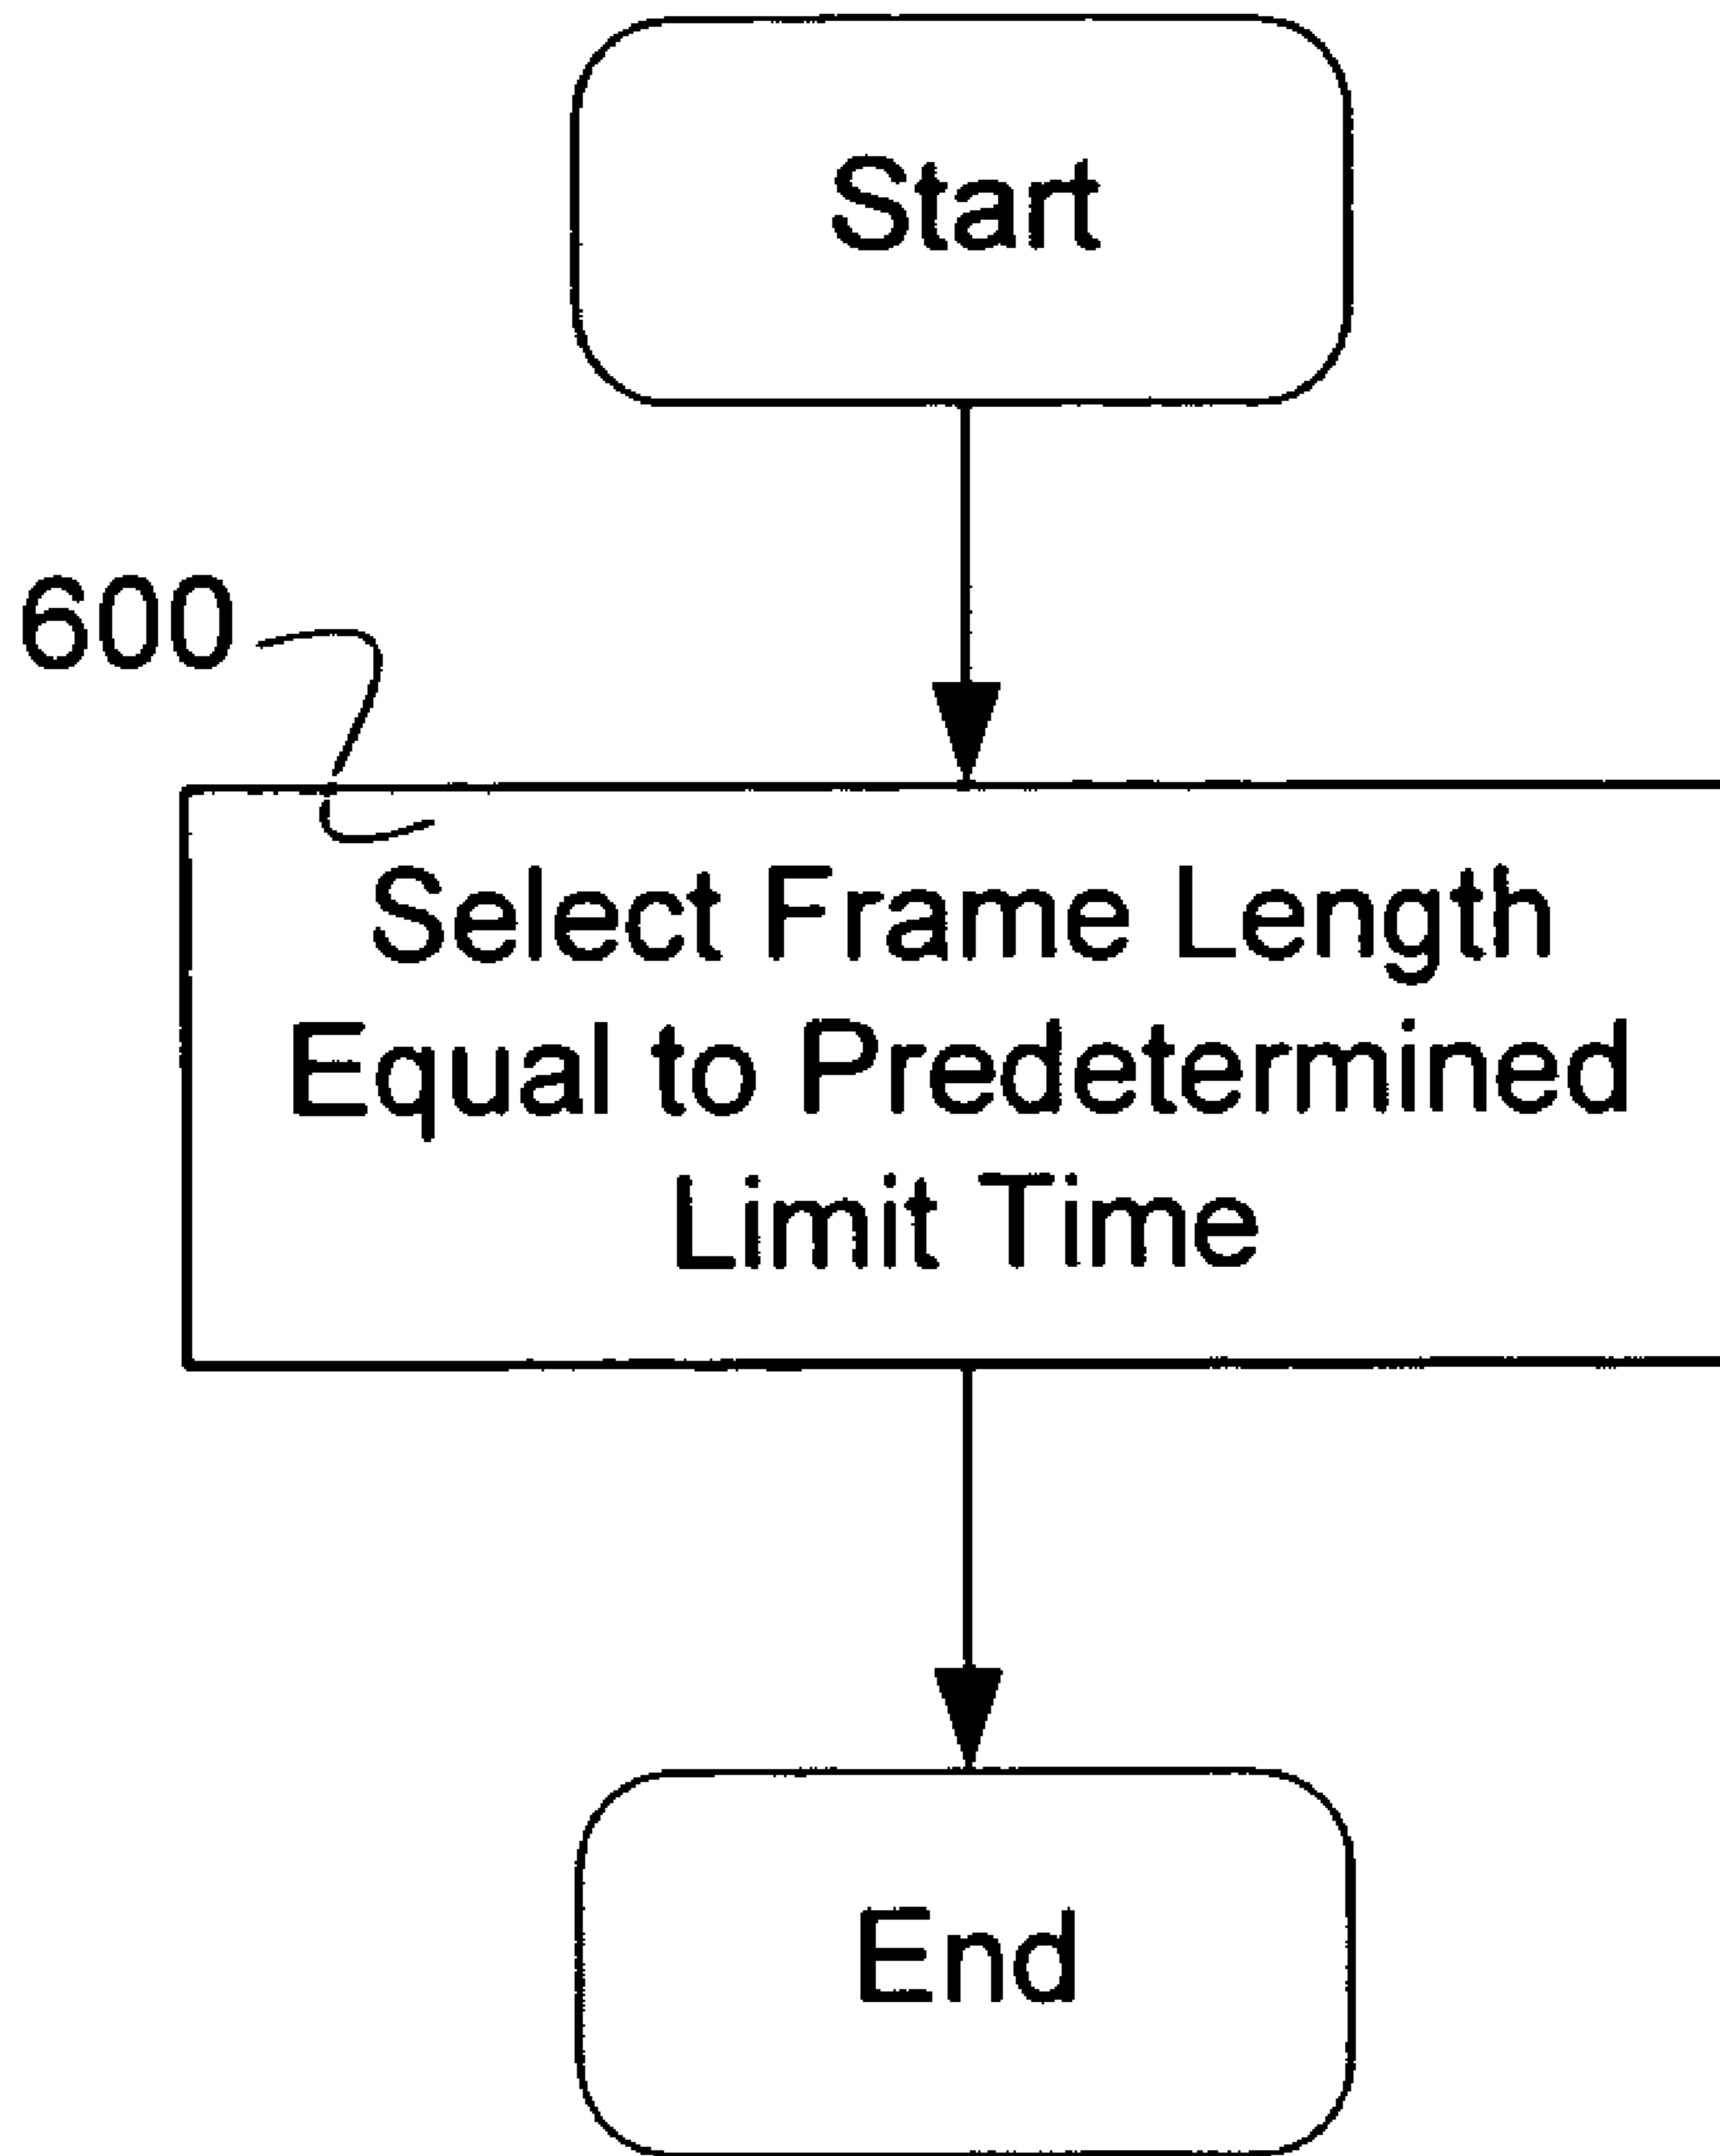 Start
600
Select Frame Length
Equal to Predetermined
Limit Time
End